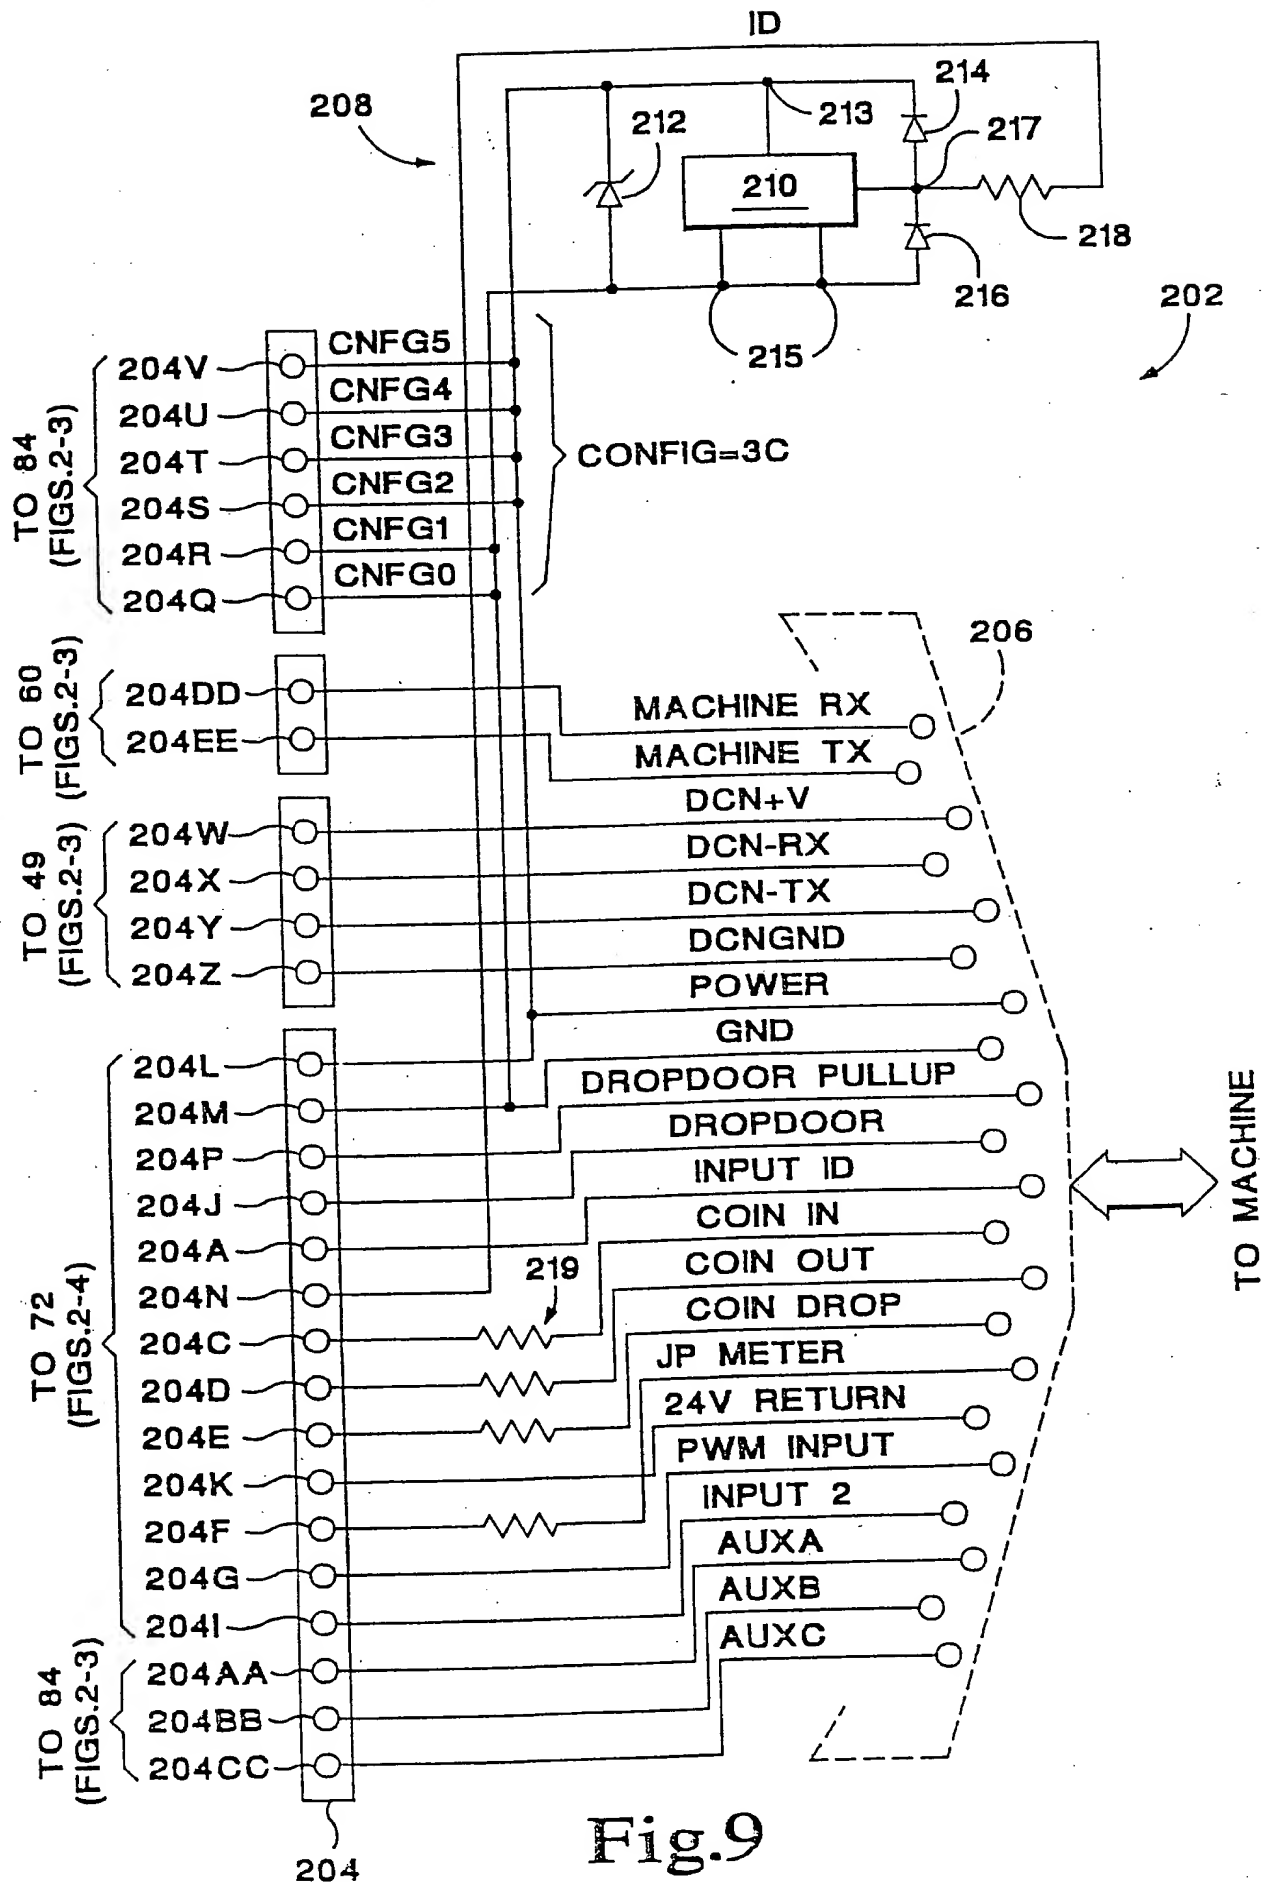 ID
208
212
213
214
217
210
218
216
215
202
TO 84
(FIGS.2-3)
204V CNFG5
204U CNFG4
204T CNFG3
204S CNFG2
204R CNFG1
204Q CNFG0
CONFIG=3C
206
TO 60
(FIGS.2-3)
204DD MACHINE RX
204EE MACHINE TX
TO 49
(FIGS.2-3)
204W DCN+V
204X DCN-RX
204Y DCN-TX
204Z DCNGND
POWER
GND
TO 72
(FIGS.2-4)
204L
204M
204P DROPDOOR PULLUP
204J DROPDOOR
204A INPUT ID
204N
204C 219 COIN IN
204D COIN OUT
204E COIN DROP
JP METER
204K 24V RETURN
204F
204G PWM INPUT
204I INPUT 2
TO 84
(FIGS.2-3)
204AA AUXA
204BB AUXB
204CC AUXC
TO MACHINE
204
Fig.9